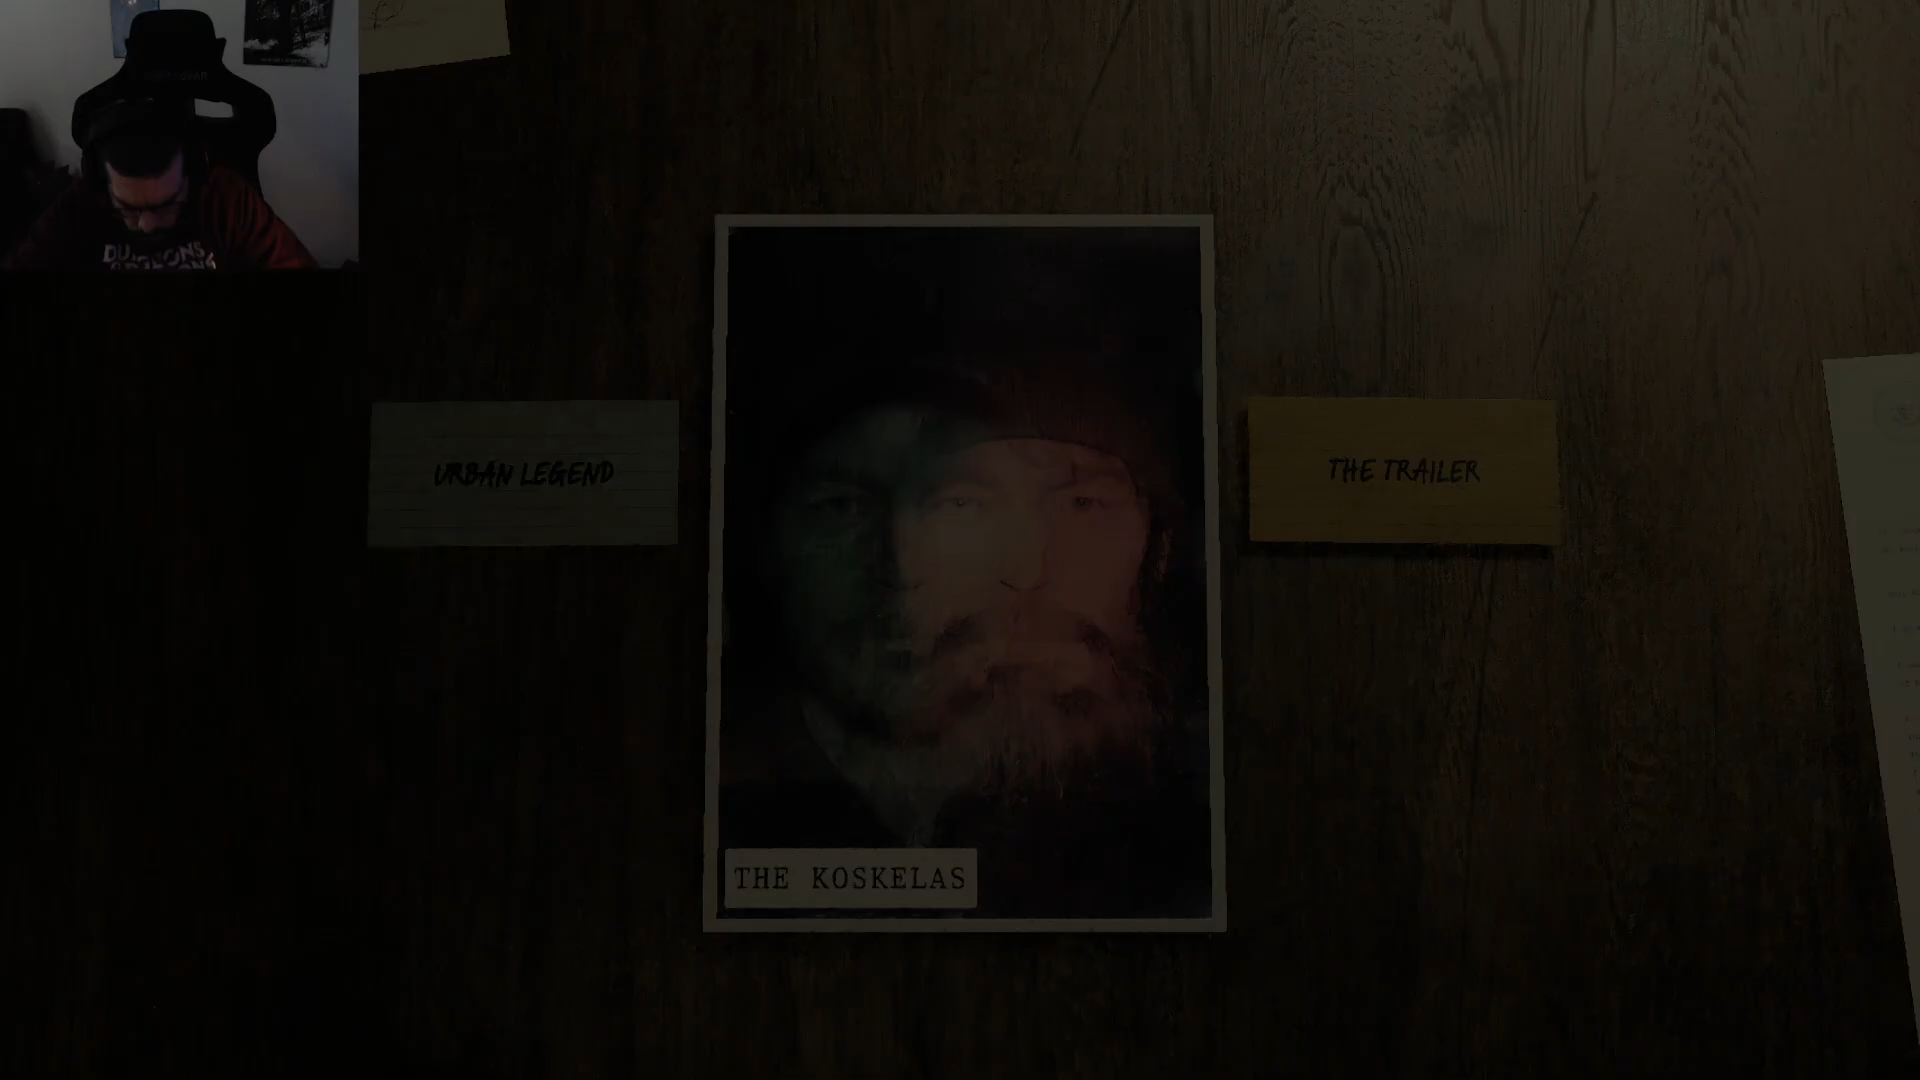 URBAN LEGEND
THE TRAILER
THE KOSKELAS